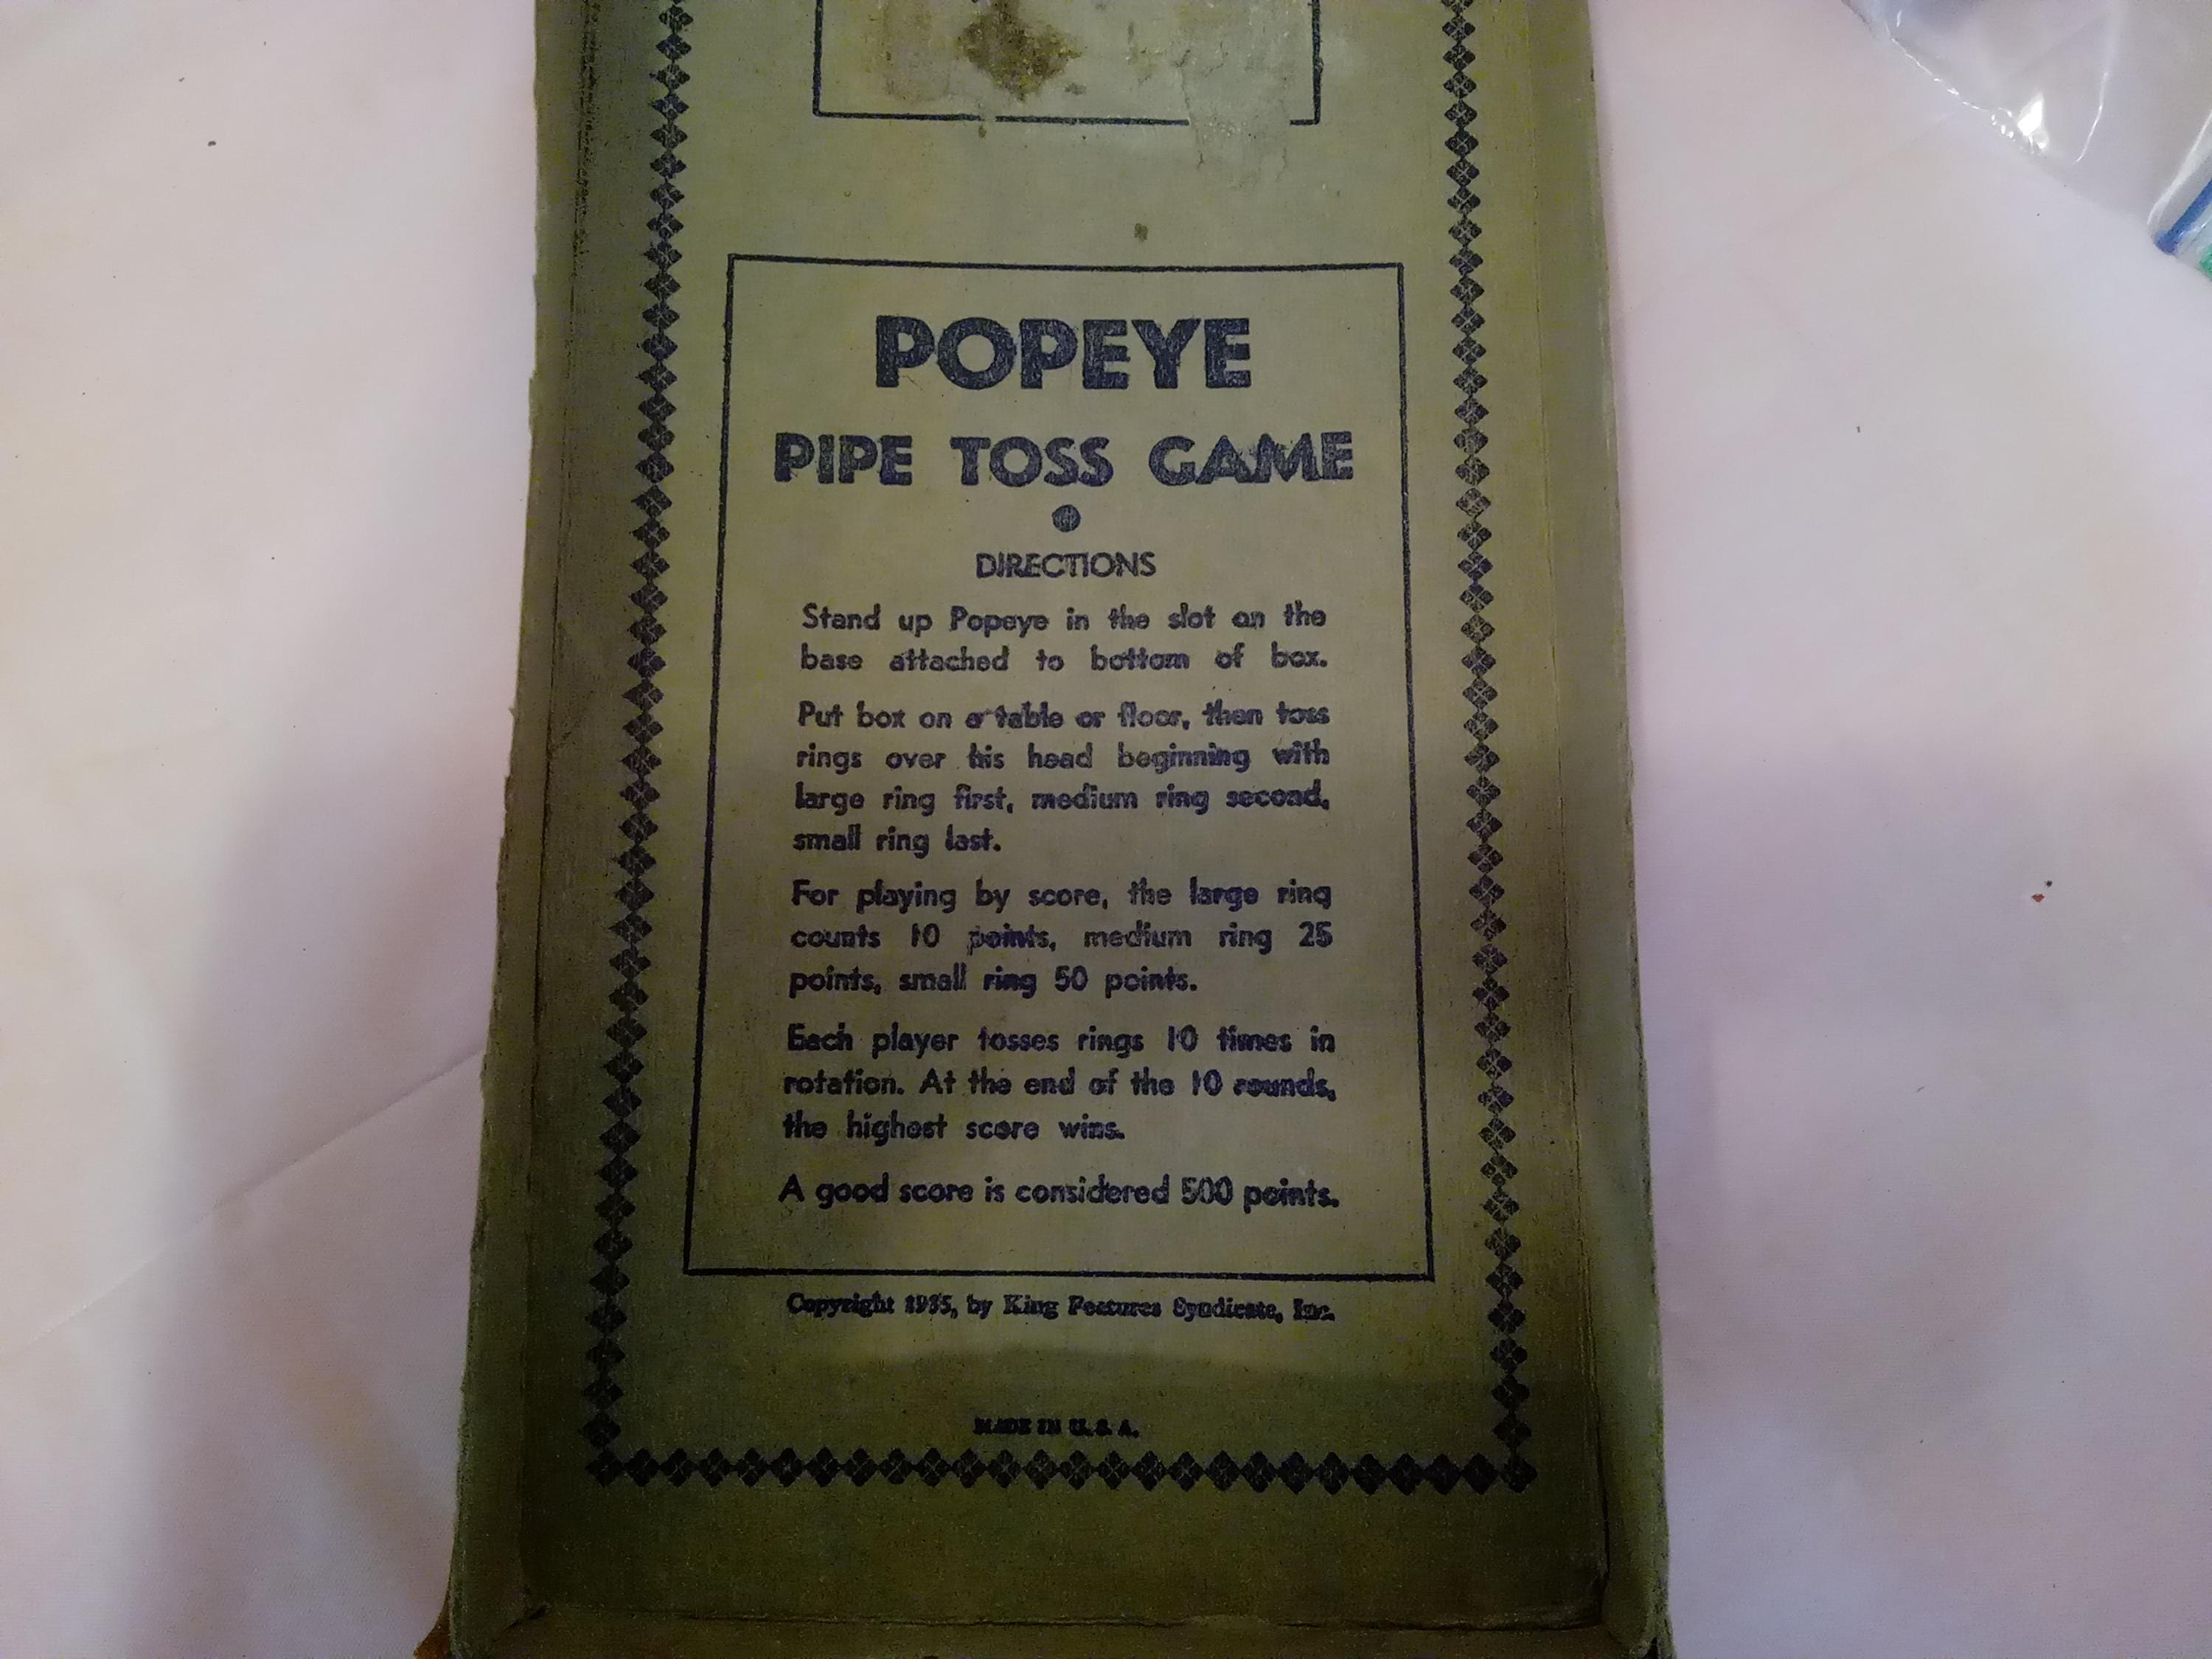 POPEYE
PIPE TOSS GAME
DIRECTIONS
Stand up Popeye in the slot on the
base attached to bottom of box.
Put box on a table or floor, then toss
rings over his head beginning with
large ring first, medium ring second,
small ring last.
For playing by score, the large ring
counts 10 points, medium ring 25
points, small ring 50 points.
Each player tosses rings 10 times in
rotation. At the end of the 10 rounds,
the highest score wins.
A good score is considered 500 points.
Copyright 1935, by King Features Syndicate, Inc.
MADE IN U. S. A.